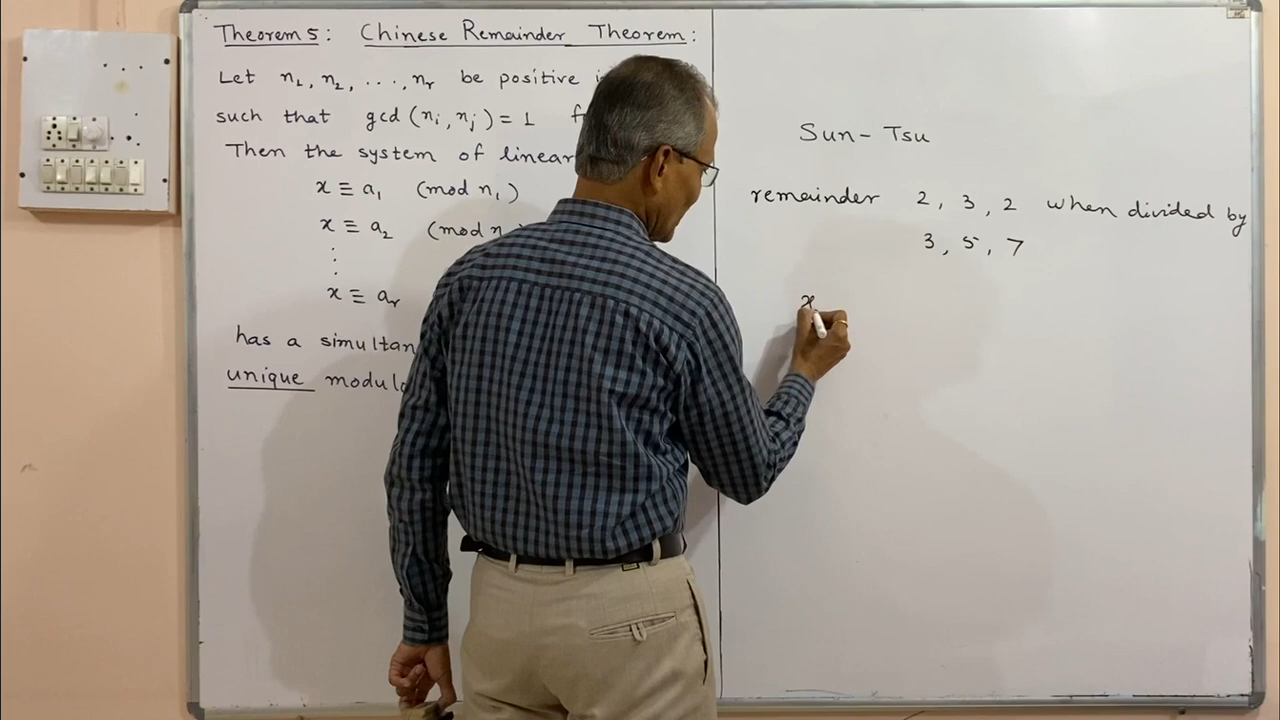 Theorem 5: Chinese Remainder Theorem:
Let n₁, n₂, ..., nᵣ be positive
such that gcd (nᵢ, nⱼ) = 1
Then the system of linear
x ≡ a₁ (mod n₁)
x ≡ a₂ (mod n
⋮
x ≡ aᵣ
has a simultan
unique modulo
Sun - Tsu
remainder 2, 3, 2 when divided by
3, 5, 7
x